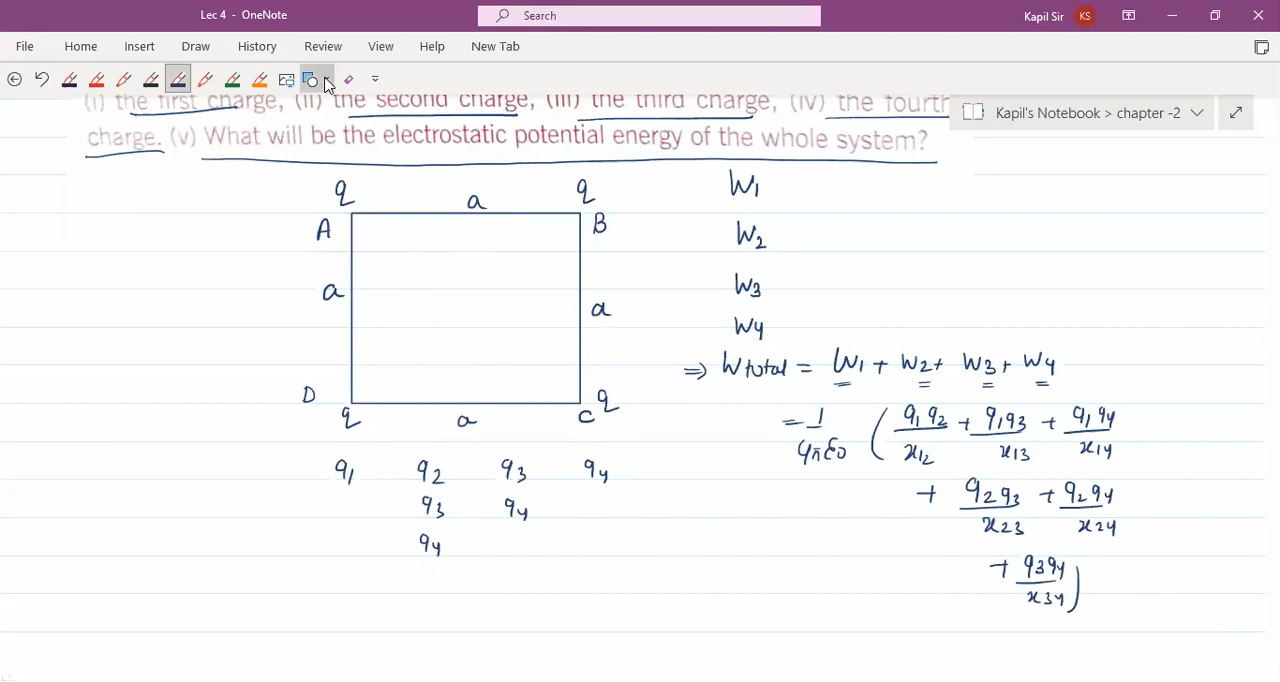 Lec 4 - OneNote
Search
Kapil Sir KS
File Home Insert Draw History Review View Help New Tab
(i) the first charge, (ii) the second charge, (iii) the third charge, (iv) the fourth
Kapil's Notebook > chapter -2
charge. (v) What will be the electrostatic potential energy of the whole system?
q a q
A B
a a
D C
q a q
q1 q2 q3 q4
q3 q4
q4
W1
W2
W3
W4
⇒ Wtotal = W1 + W2 + W3 + W4
= 1/4πε0 ( q1q2/x12 + q1q3/x13 + q1q4/x14
+ q2q3/x23 + q2q4/x24
+ q3q4/x34 )